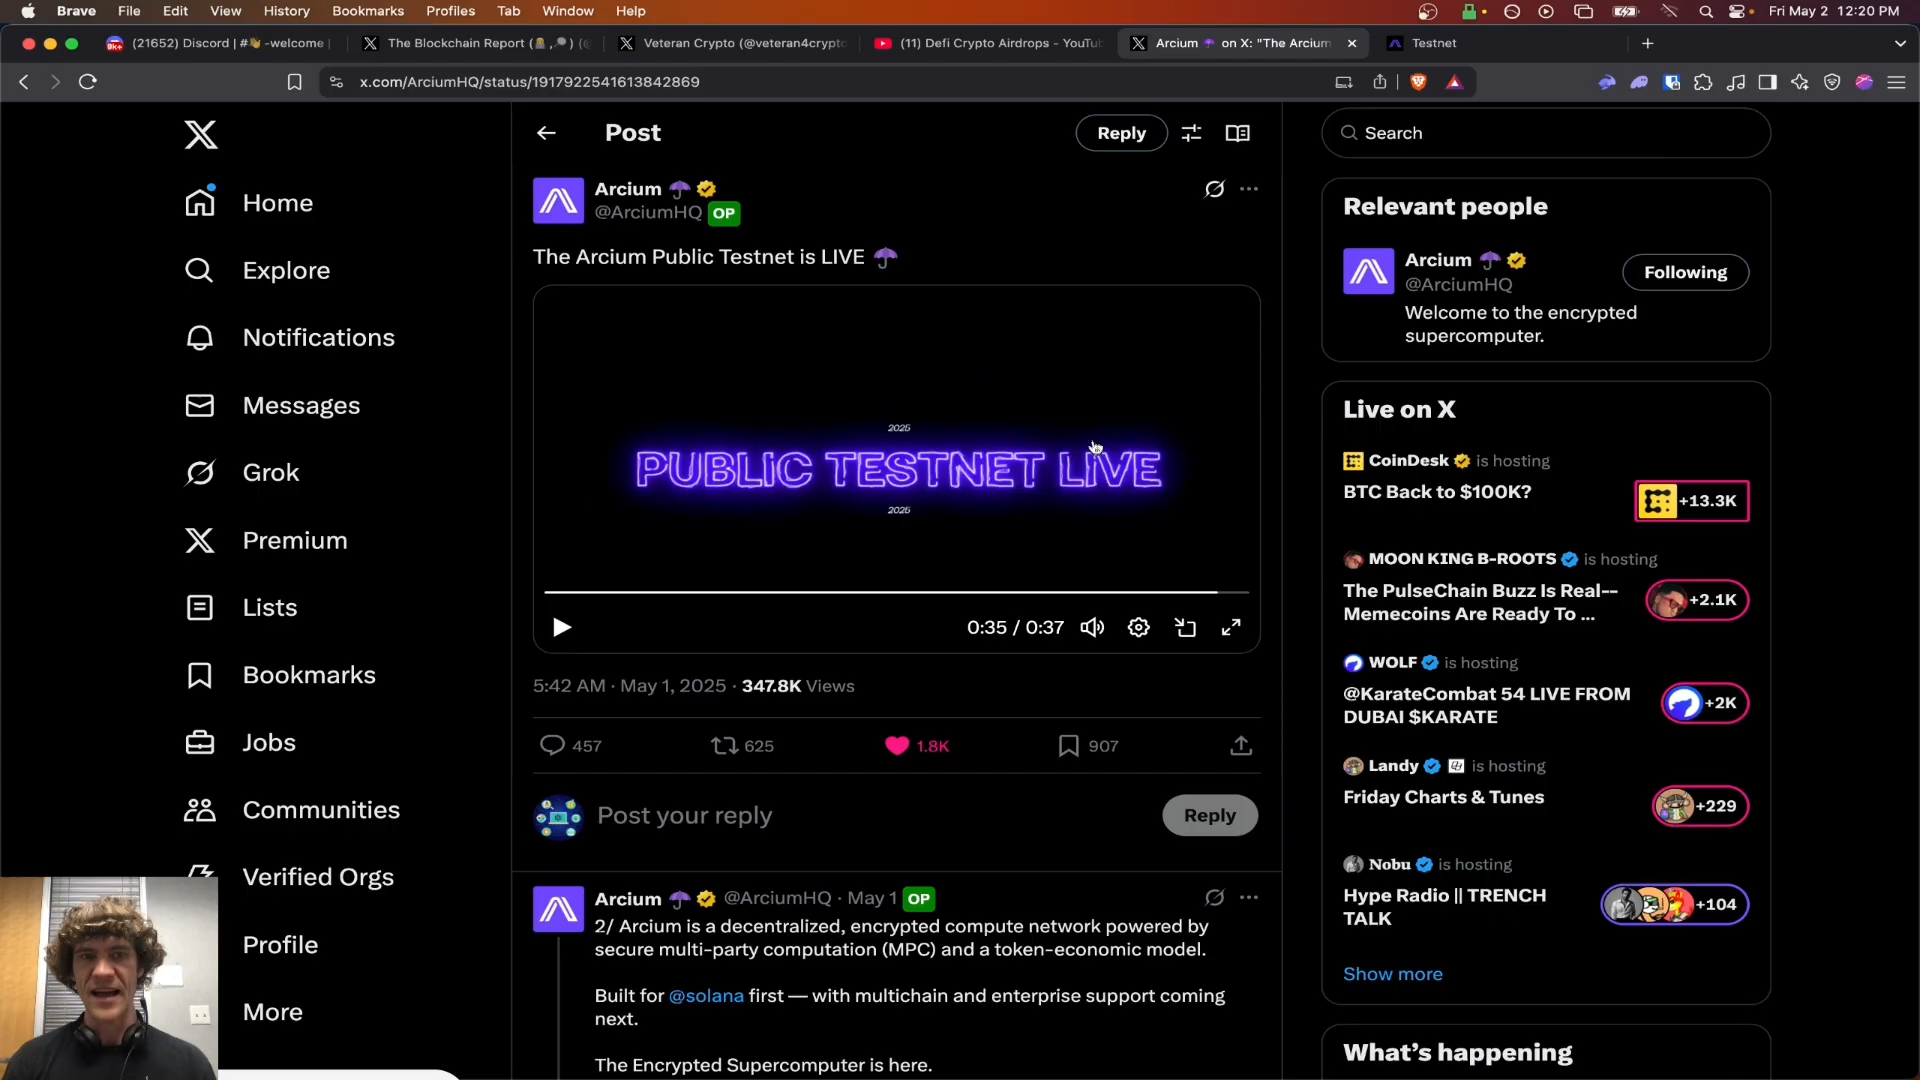 Brave File Edit View History Bookmarks Profiles Tab Window Help Fri May 2 12:20 PM
(21652) Discord | #👋-welcome | The Blockchain Report ( Veteran Crypto (@veteran4crypto (11) Defi Crypto Airdrops - YouTu Arcium ☂ on X: "The Arcium Testnet
x.com/ArciumHQ/status/1917922541613842869
Home
Explore
Notifications
Messages
Grok
Premium
Lists
Bookmarks
Jobs
Communities
Verified Orgs
Profile
More
Post Reply
Arcium
@ArciumHQ OP
The Arcium Public Testnet is LIVE ☂
2025
PUBLIC TESTNET LIVE
2025
0:35 / 0:37
5:42 AM · May 1, 2025 · 347.8K Views
457 625 1.8K 907
Post your reply Reply
Arcium @ArciumHQ · May 1 OP
2/ Arcium is a decentralized, encrypted compute network powered by
secure multi-party computation (MPC) and a token-economic model.
Built for @solana first — with multichain and enterprise support coming
next.
The Encrypted Supercomputer is here.
Search
Relevant people
Arcium
@ArciumHQ
Following
Welcome to the encrypted
supercomputer.
Live on X
CoinDesk is hosting
BTC Back to $100K?
+13.3K
MOON KING B-ROOTS is hosting
The PulseChain Buzz Is Real--
Memecoins Are Ready To ...
+2.1K
WOLF is hosting
@KarateCombat 54 LIVE FROM
DUBAI $KARATE
+2K
Landy is hosting
Friday Charts & Tunes
+229
Nobu is hosting
Hype Radio || TRENCH
TALK
+104
Show more
What's happening